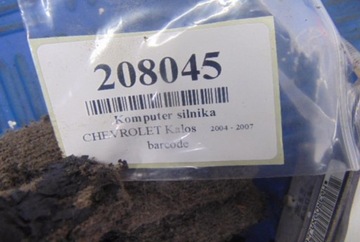 208045
Komputer silnika
CHEVROLET Kalos 2004 - 2007
barcode